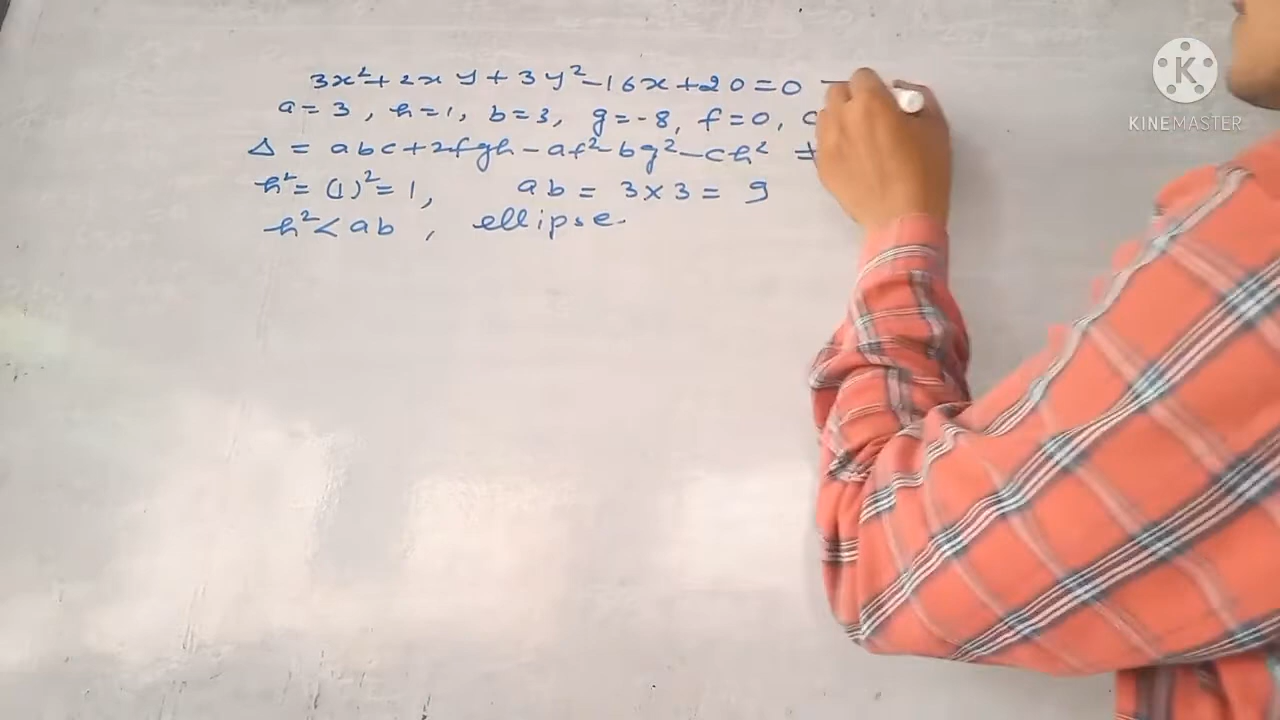 3x²+2xy+3y²-16x+20=0
K
KINEMASTER
a=3, h=1, b=3, g=-8, f=0,
Δ = abc+2fgh-af²-bg²-ch²
h²=(1)²=1, ab = 3×3 = 9
h²<ab, ellipse.